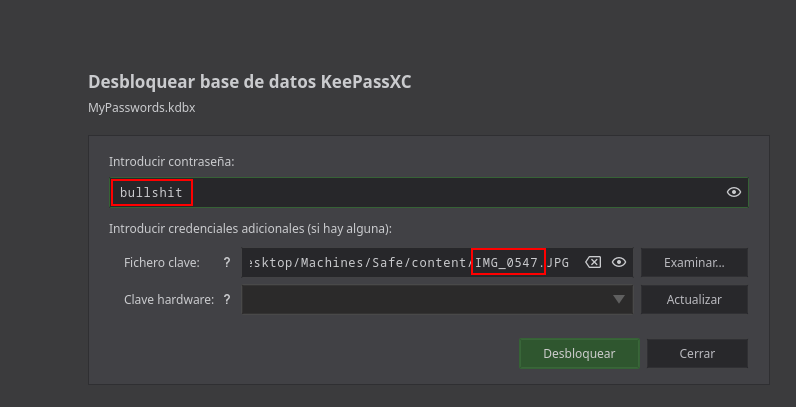 Desbloquear base de datos KeePassXC
MyPasswords.kdbx
Introducir contraseña:
bullshit
Introducir credenciales adicionales (si hay alguna):
Fichero clave: ? esktop/Machines/Safe/content/IMG_0547.JPG Examinar...
Clave hardware: ? Actualizar
Desbloquear Cerrar